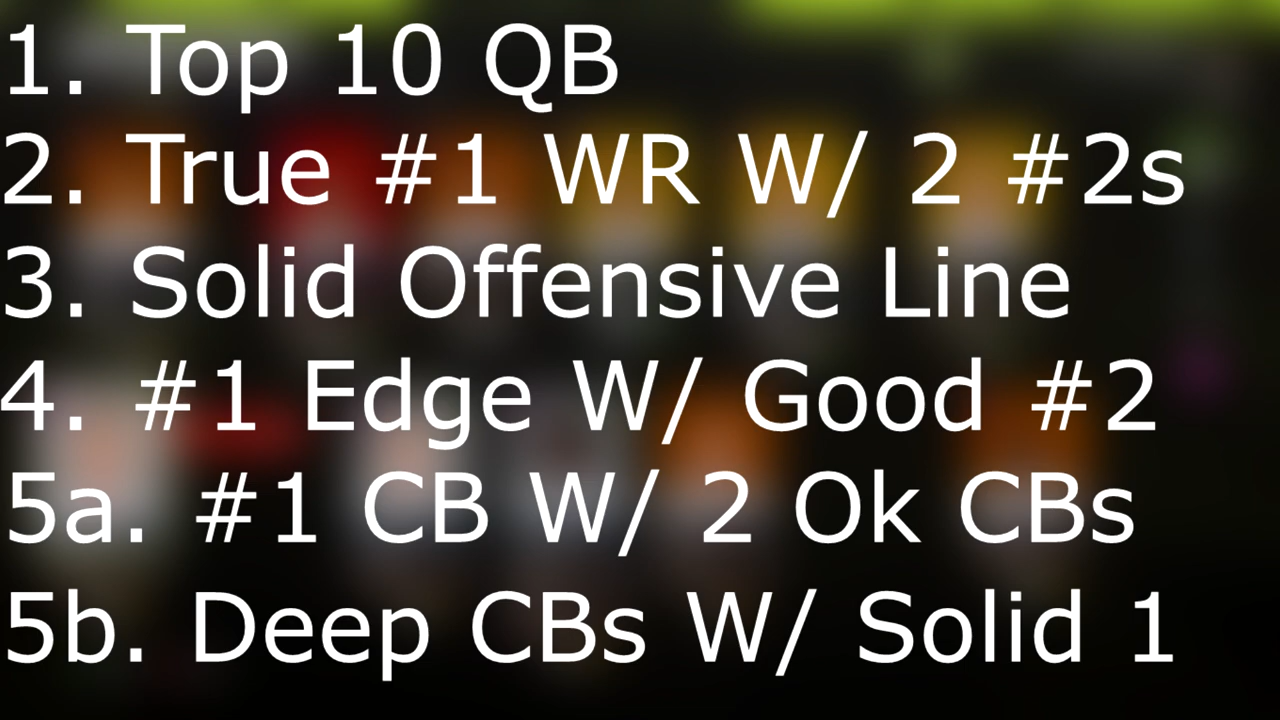 1. Top 10 QB
2. True #1 WR W/ 2 #2s
3. Solid Offensive Line
4. #1 Edge W/ Good #2
5a. #1 CB W/ 2 Ok CBs
5b. Deep CBs W/ Solid 1